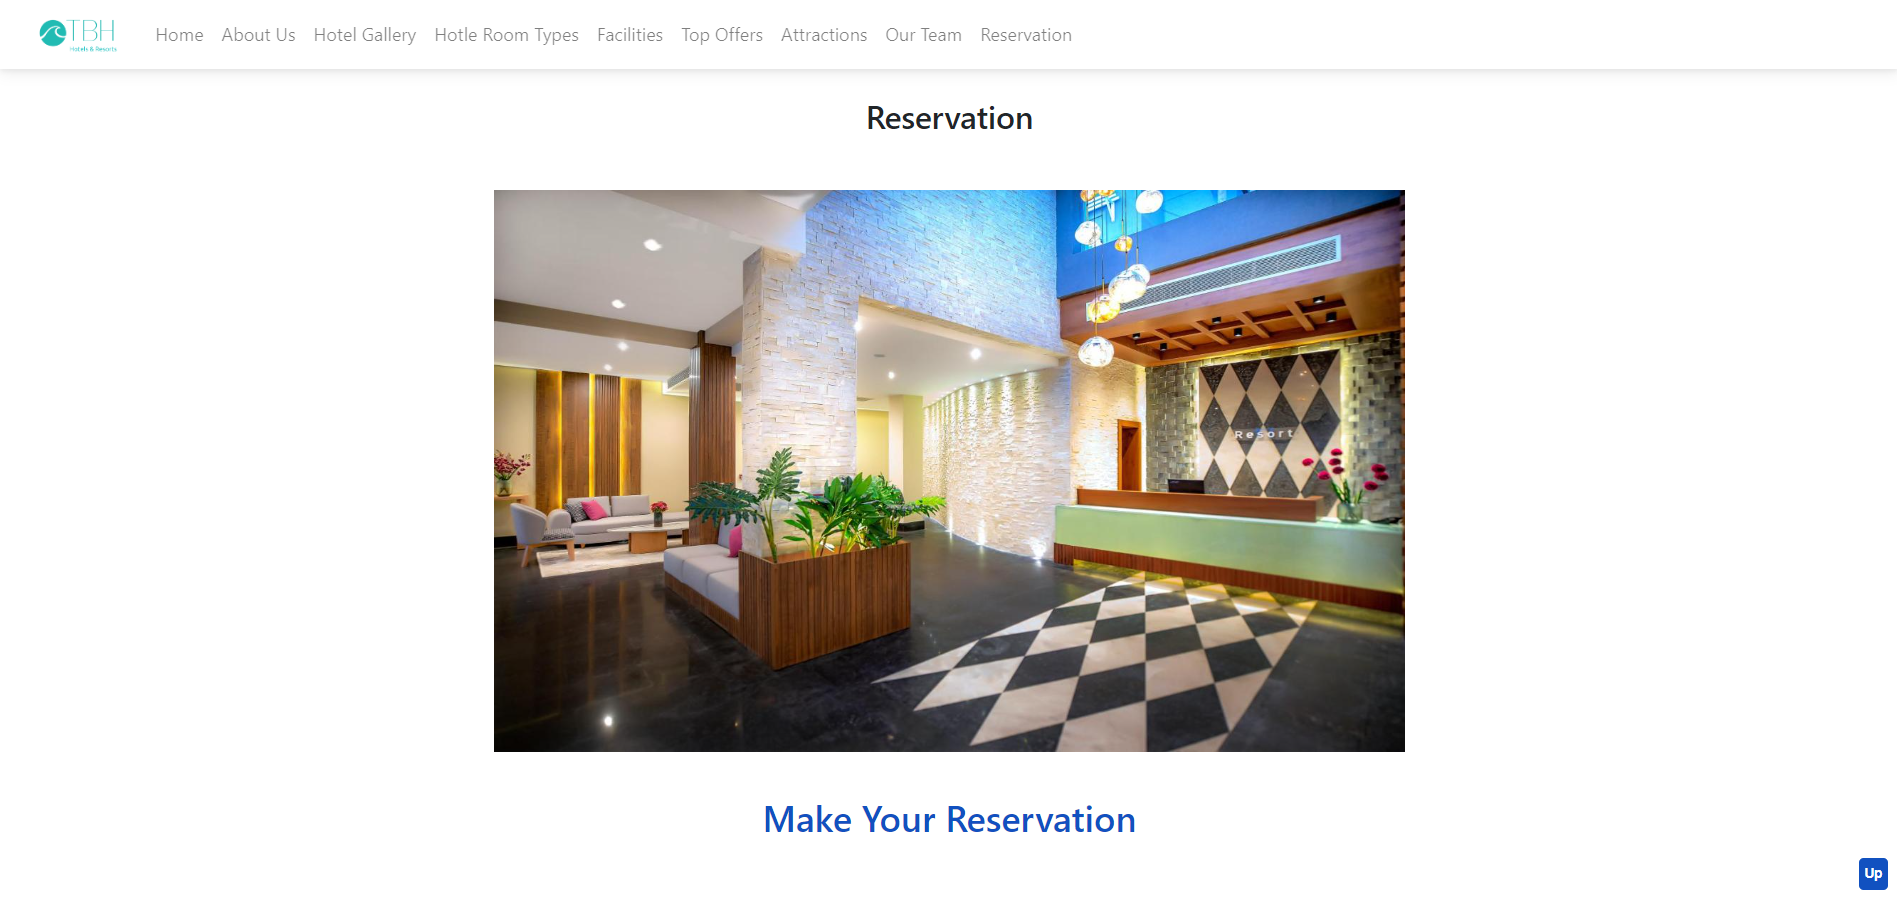 TBH
Hotels & Resorts
Home About Us Hotel Gallery Hotle Room Types Facilities Top Offers Attractions Our Team Reservation
Reservation
Resort
Make Your Reservation
Up